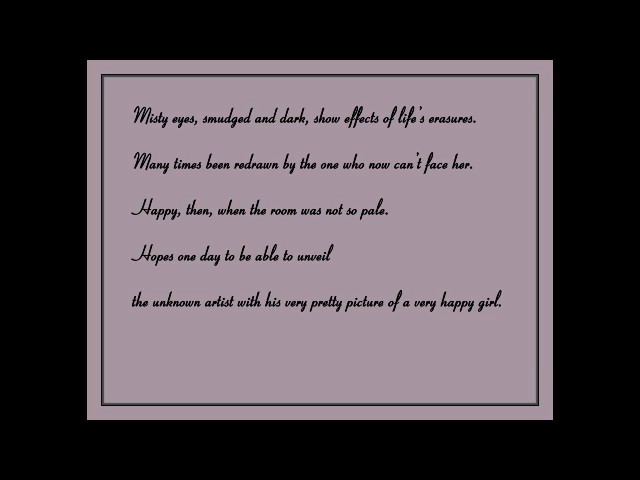 Misty eyes, smudged and dark, show effects of life's erasures.
Many times been redrawn by the one who now can't face her.
Happy, then, when the room was not so pale.
Hopes one day to be able to unveil
the unknown artist with his very pretty picture of a very happy girl.